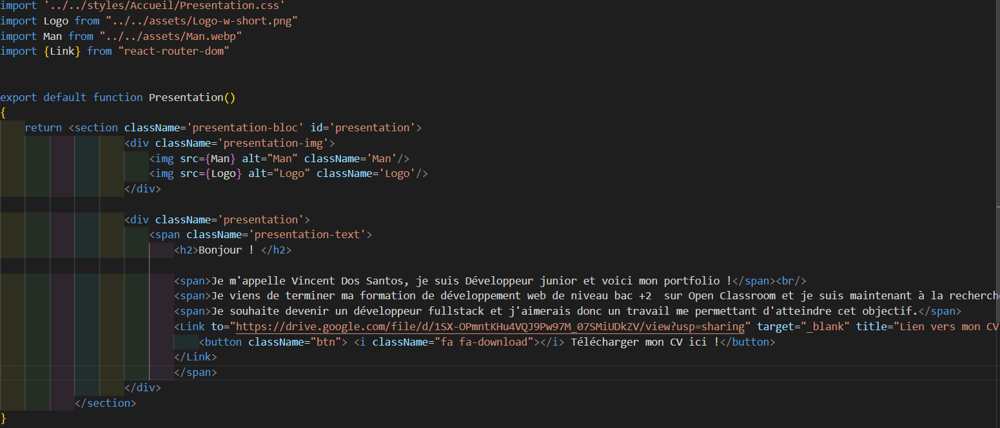 import '../../styles/Accueil/Presentation.css'
import Logo from "../../assets/Logo-w-short.png"
import Man from "../../assets/Man.webp"
import {Link} from "react-router-dom"
export default function Presentation()
{
return <section className='presentation-bloc' id='presentation'>
<div className='presentation-img'>
<img src={Man} alt="Man" className='Man'/>
<img src={Logo} alt="Logo" className='Logo'/>
</div>
<div className='presentation'>
<span className='presentation-text'>
<h2>Bonjour ! </h2>
<span>Je m'appelle Vincent Dos Santos, je suis Développeur junior et voici mon portfolio !</span><br/>
<span>Je viens de terminer ma formation de développement web de niveau bac +2  sur Open Classroom et je suis maintenant à la recherch
<span>Je souhaite devenir un développeur fullstack et j'aimerais donc un travail me permettant d'atteindre cet objectif.</span>
<Link to="https://drive.google.com/file/d/1SX-OPmntKHu4VQJ9Pw97M_07SMiUDkZV/view?usp=sharing" target="_blank" title="Lien vers mon CV
<button className="btn"> <i className="fa fa-download"></i> Télécharger mon CV ici !</button>
</Link>
</span>
</div>
</section>
}